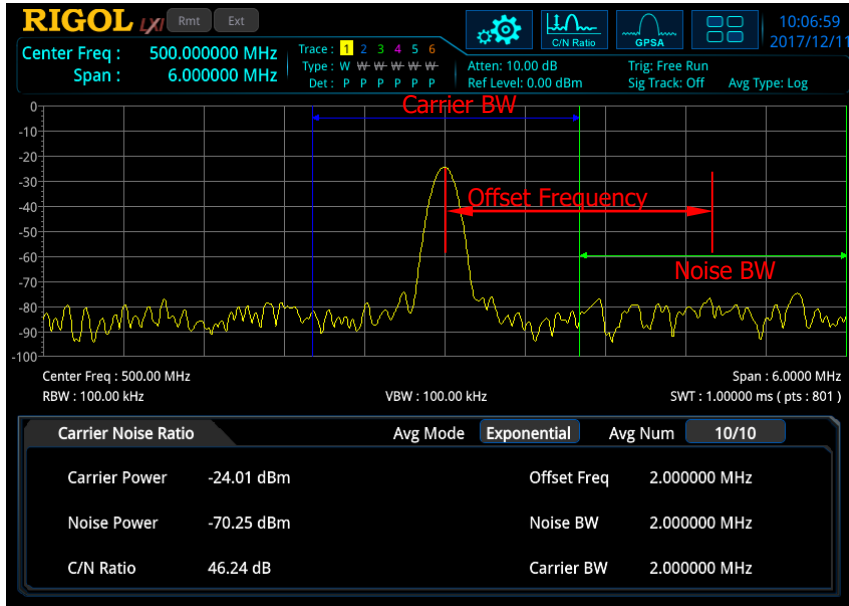 RIGOL LXI Rmt Ext
C/N Ratio GPSA
10:06:59
2017/12/11
Center Freq : 500.000000 MHz
Span : 6.000000 MHz
Trace : 1 2 3 4 5 6
Type : W W W W W W
Det : P P P P P P
Atten: 10.00 dB
Ref Level: 0.00 dBm
Trig: Free Run
Sig Track: Off Avg Type: Log
Carrier BW
0
-10
-20
-30
Offset Frequency
-40
-50
-60
Noise BW
-70
-80
-90
-100
Center Freq : 500.00 MHz Span : 6.0000 MHz
RBW : 100.00 kHz VBW : 100.00 kHz SWT : 1.00000 ms ( pts : 801 )
Carrier Noise Ratio Avg Mode Exponential Avg Num 10/10
Carrier Power -24.01 dBm Offset Freq 2.000000 MHz
Noise Power -70.25 dBm Noise BW 2.000000 MHz
C/N Ratio 46.24 dB Carrier BW 2.000000 MHz